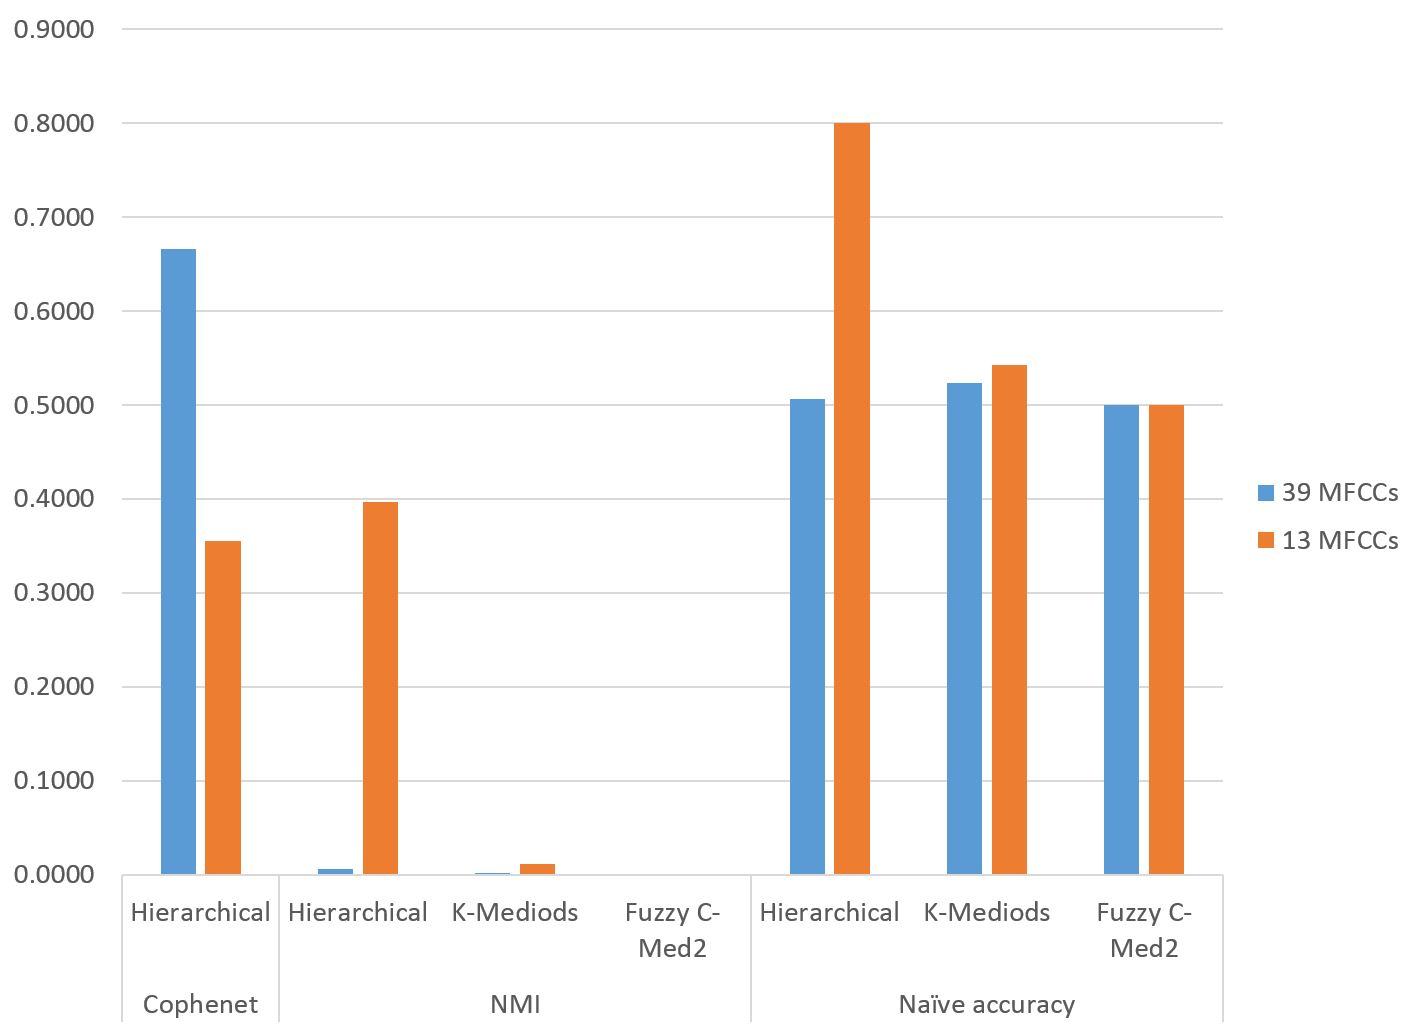 0.9000
0.8000
0.7000
0.6000
0.5000
0.4000
0.3000
0.2000
0.1000
0.0000
Hierarchical
Hierarchical
K-Mediods
Fuzzy C-
Med2
Hierarchical
K-Mediods
Fuzzy C-
Med2
Cophenet
NMI
Naïve accuracy
39 MFCCs
13 MFCCs